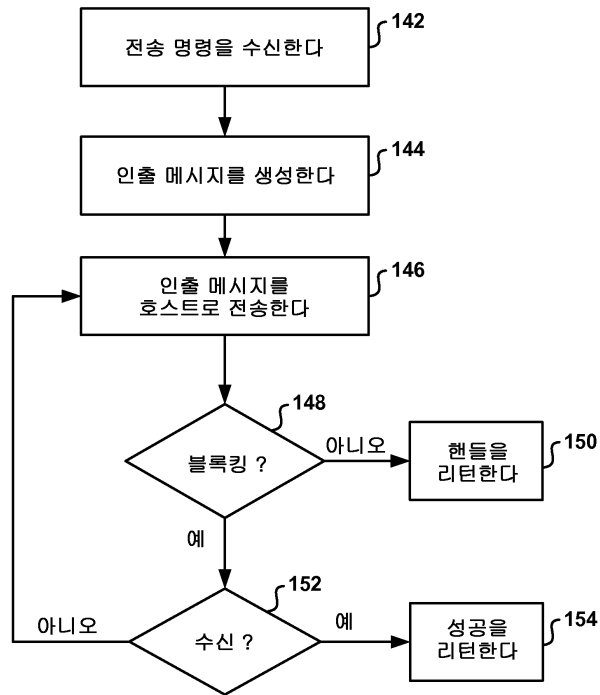 전송 명령을 수신한다
142
인출 메시지를 생성한다
144
인출 메시지를
호스트로 전송한다
146
블록킹 ?
148
아니오
핸들을
리턴한다
150
예
수신 ?
152
아니오
예
성공을
리턴한다
154